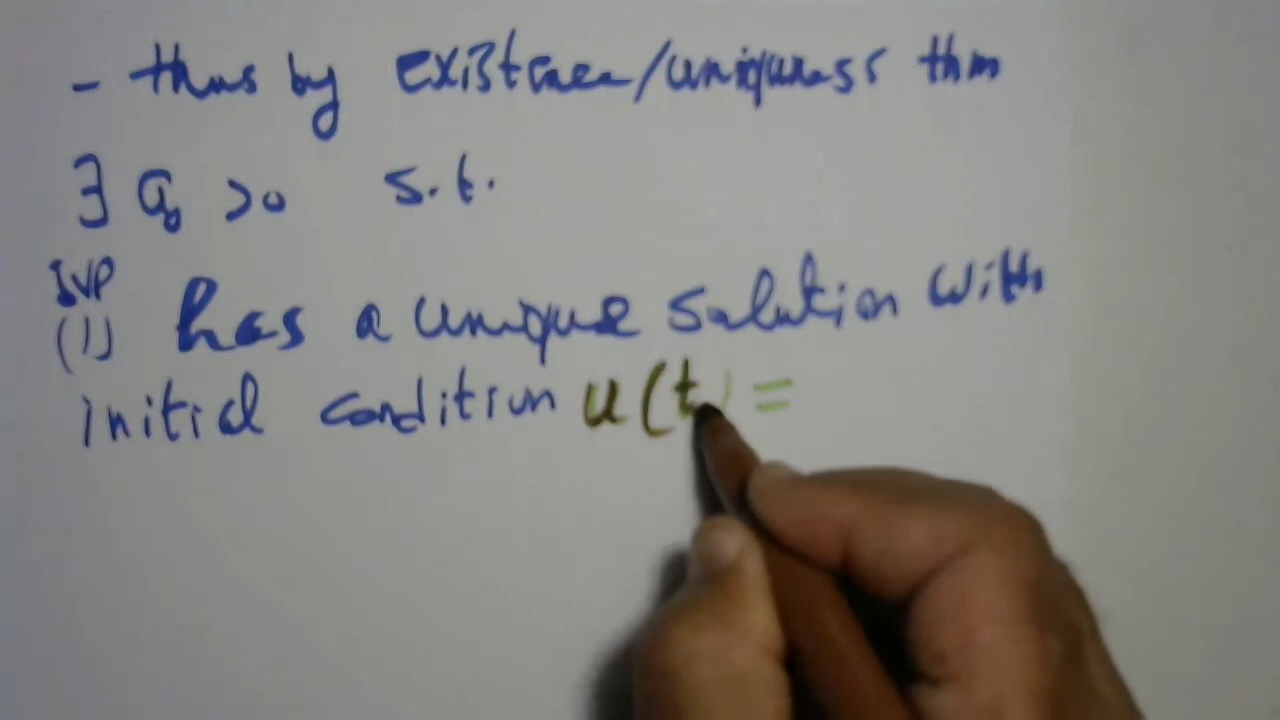 - thus by existence/uniqueness thm
∃ a₀ >0 s.t.
IVP
(1) has a unique solution with
initial condition u(t) =